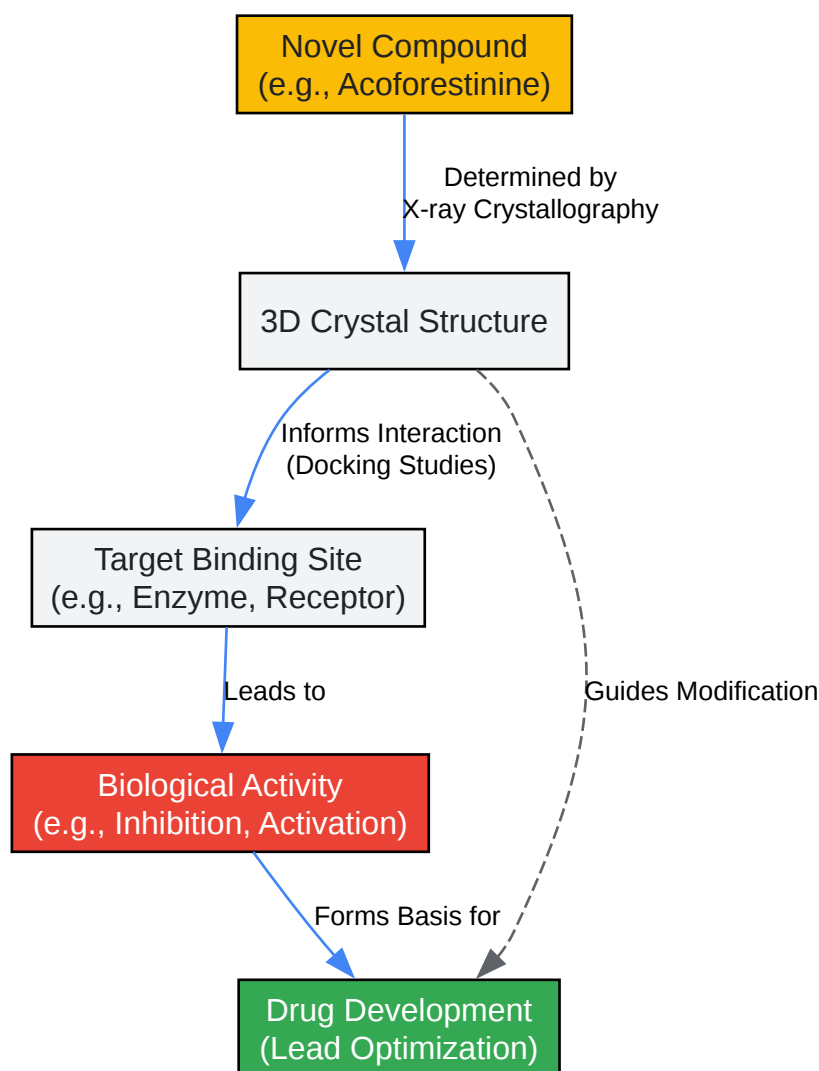 Novel Compound
(e.g., Acoforestinine)
Determined by
X-ray Crystallography
3D Crystal Structure
Informs Interaction
(Docking Studies)
Target Binding Site
(e.g., Enzyme, Receptor)
Leads to
Guides Modification
Biological Activity
(e.g., Inhibition, Activation)
Forms Basis for
Drug Development
(Lead Optimization)